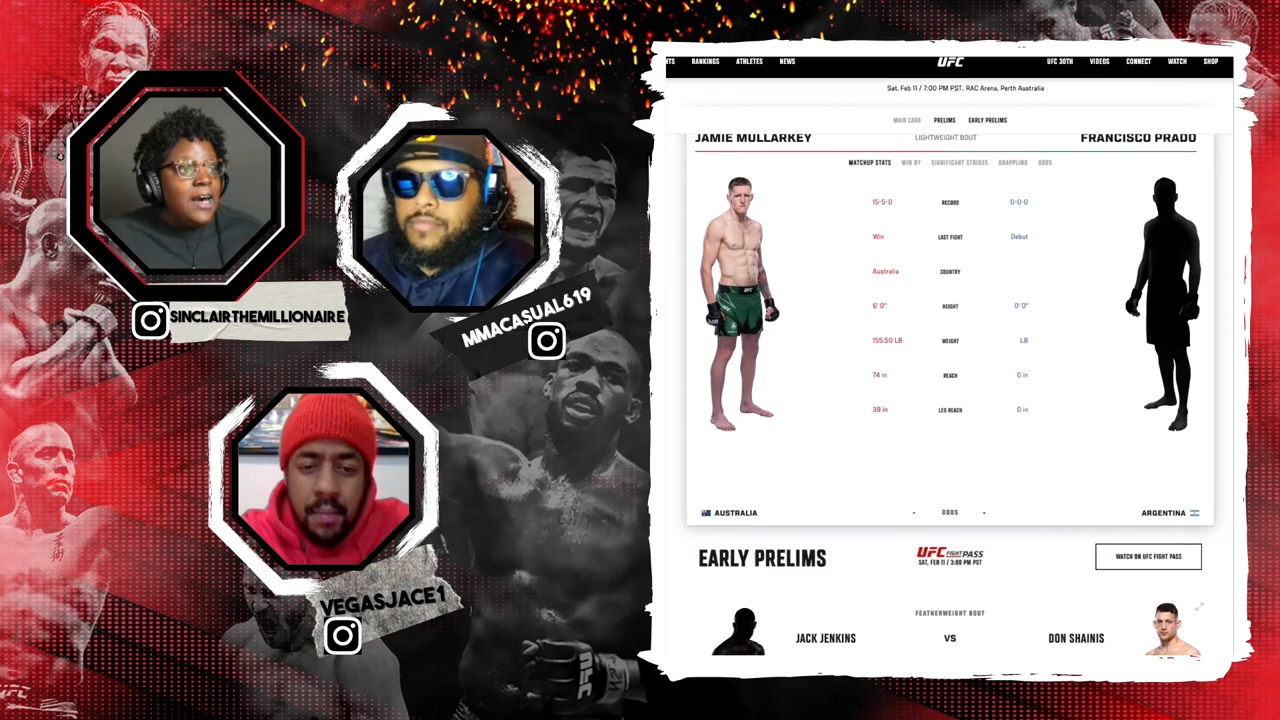 NTS RANKINGS ATHLETES NEWS UFC UFC 30TH VIDEOS CONNECT WATCH SHOP
Sat, Feb 11 / 7:00 PM PST. RAC Arena, Perth Australia
MAIN CARD PRELIMS EARLY PRELIMS
JAMIE MULLARKEY LIGHTWEIGHT BOUT FRANCISCO PRADO
MATCHUP STATS WIN BY SIGNIFICANT STRIKES GRAPPLING ODDS
15-5-0 RECORD 0-0-0
Win LAST FIGHT Debut
Australia COUNTRY
6' 0" HEIGHT 0' 0"
155.50 LB WEIGHT LB
74 in REACH 0 in
39 in LEG REACH 0 in
AUSTRALIA - ODDS - ARGENTINA
EARLY PRELIMS
UFC FIGHT PASS
SAT, FEB 11 / 3:00 PM PST
WATCH ON UFC FIGHT PASS
FEATHERWEIGHT BOUT
JACK JENKINS VS DON SHAINIS
SINCLAIRTHEMILLIONAIRE
MMACASUAL619
VEGASJACE1
UFC